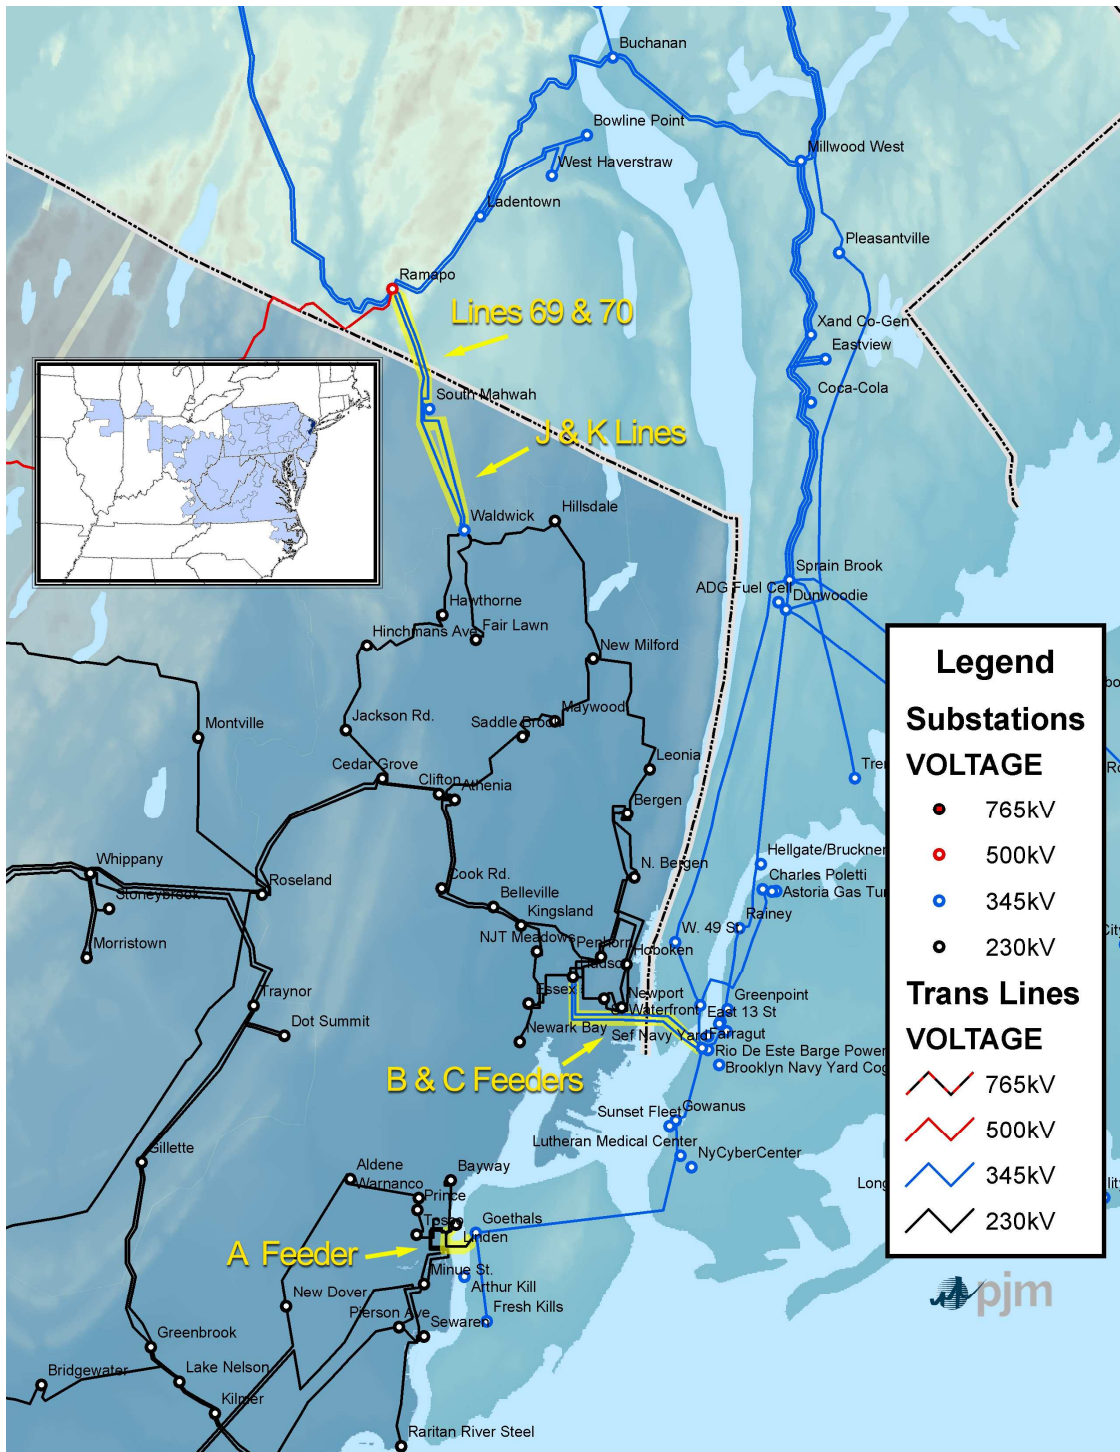 Buchanan
Bowline Point
West Haverstraw
Millwood West
Ladentown
Pleasantville
Ramapo
Lines 69 & 70
Xand Co-Gen
Eastview
South Mahwah
Coca-Cola
J & K Lines
Waldwick
Hillsdale
Sprain Brook
ADG Fuel Cell
Dunwoodie
Hawthorne
Fair Lawn
Hinchmans Ave
New Milford
Montville
Jackson Rd.
Saddle Brook
Maywood
Leonia
Cedar Grove
Clifton
Athenia
Bergen
Hellgate/Bruckner
Whippany
Roseland
Cook Rd.
N. Bergen
Charles Poletti
Astoria Gas Tur
Stoneybrook
Belleville
Kingsland
Rainey
W. 49 St
Morristown
NJT Meadows
Penhorn
Hoboken
Hudson
Traynor
Essex
Newport
Greenpoint
Waterfront
East 13 St
Dot Summit
Newark Bay
Sef Navy Yard
Farragut
Rio De Este Barge Power
B & C Feeders
Brooklyn Navy Yard Cog
Sunset Fleet
Gowanus
Lutheran Medical Center
NyCyberCenter
Gillette
Aldene
Warnanco
Bayway
Prince
Tosco
Goethals
Linden
A Feeder
Minue St.
Arthur Kill
New Dover
Pierson Ave
Fresh Kills
Sewaren
Greenbrook
Bridgewater
Lake Nelson
Kilmer
Raritan River Steel
Legend
Substations
VOLTAGE
765kV
500kV
345kV
230kV
Trans Lines
VOLTAGE
765kV
500kV
345kV
230kV
pjm